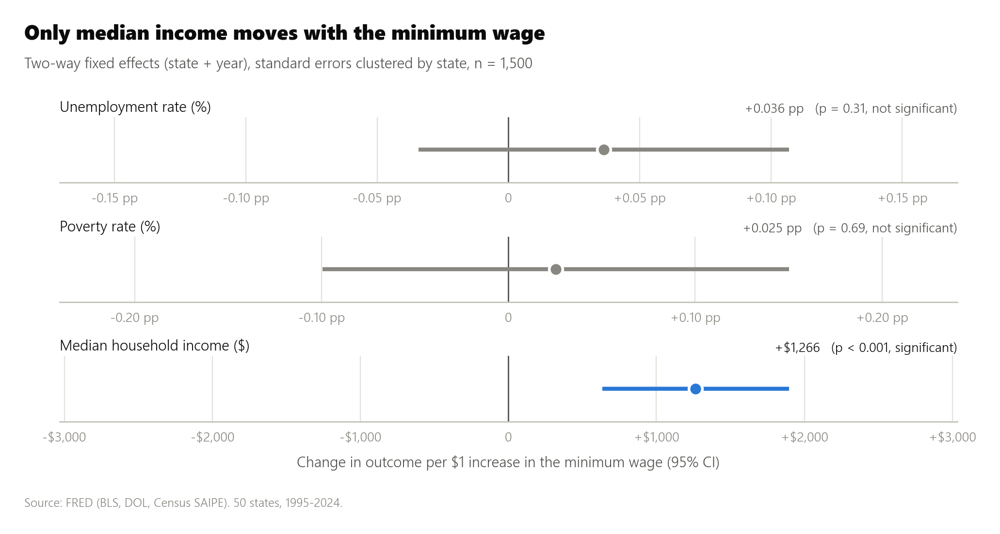 Only median income moves with the minimum wage
Two-way fixed effects (state + year), standard errors clustered by state, n = 1,500
Unemployment rate (%)
+0.036 pp (p = 0.31, not significant)
-0.15 pp -0.10 pp -0.05 pp 0 +0.05 pp +0.10 pp +0.15 pp
Poverty rate (%)
+0.025 pp (p = 0.69, not significant)
-0.20 pp -0.10 pp 0 +0.10 pp +0.20 pp
Median household income ($)
+$1,266 (p < 0.001, significant)
-$3,000 -$2,000 -$1,000 0 +$1,000 +$2,000 +$3,000
Change in outcome per $1 increase in the minimum wage (95% CI)
Source: FRED (BLS, DOL, Census SAIPE). 50 states, 1995-2024.